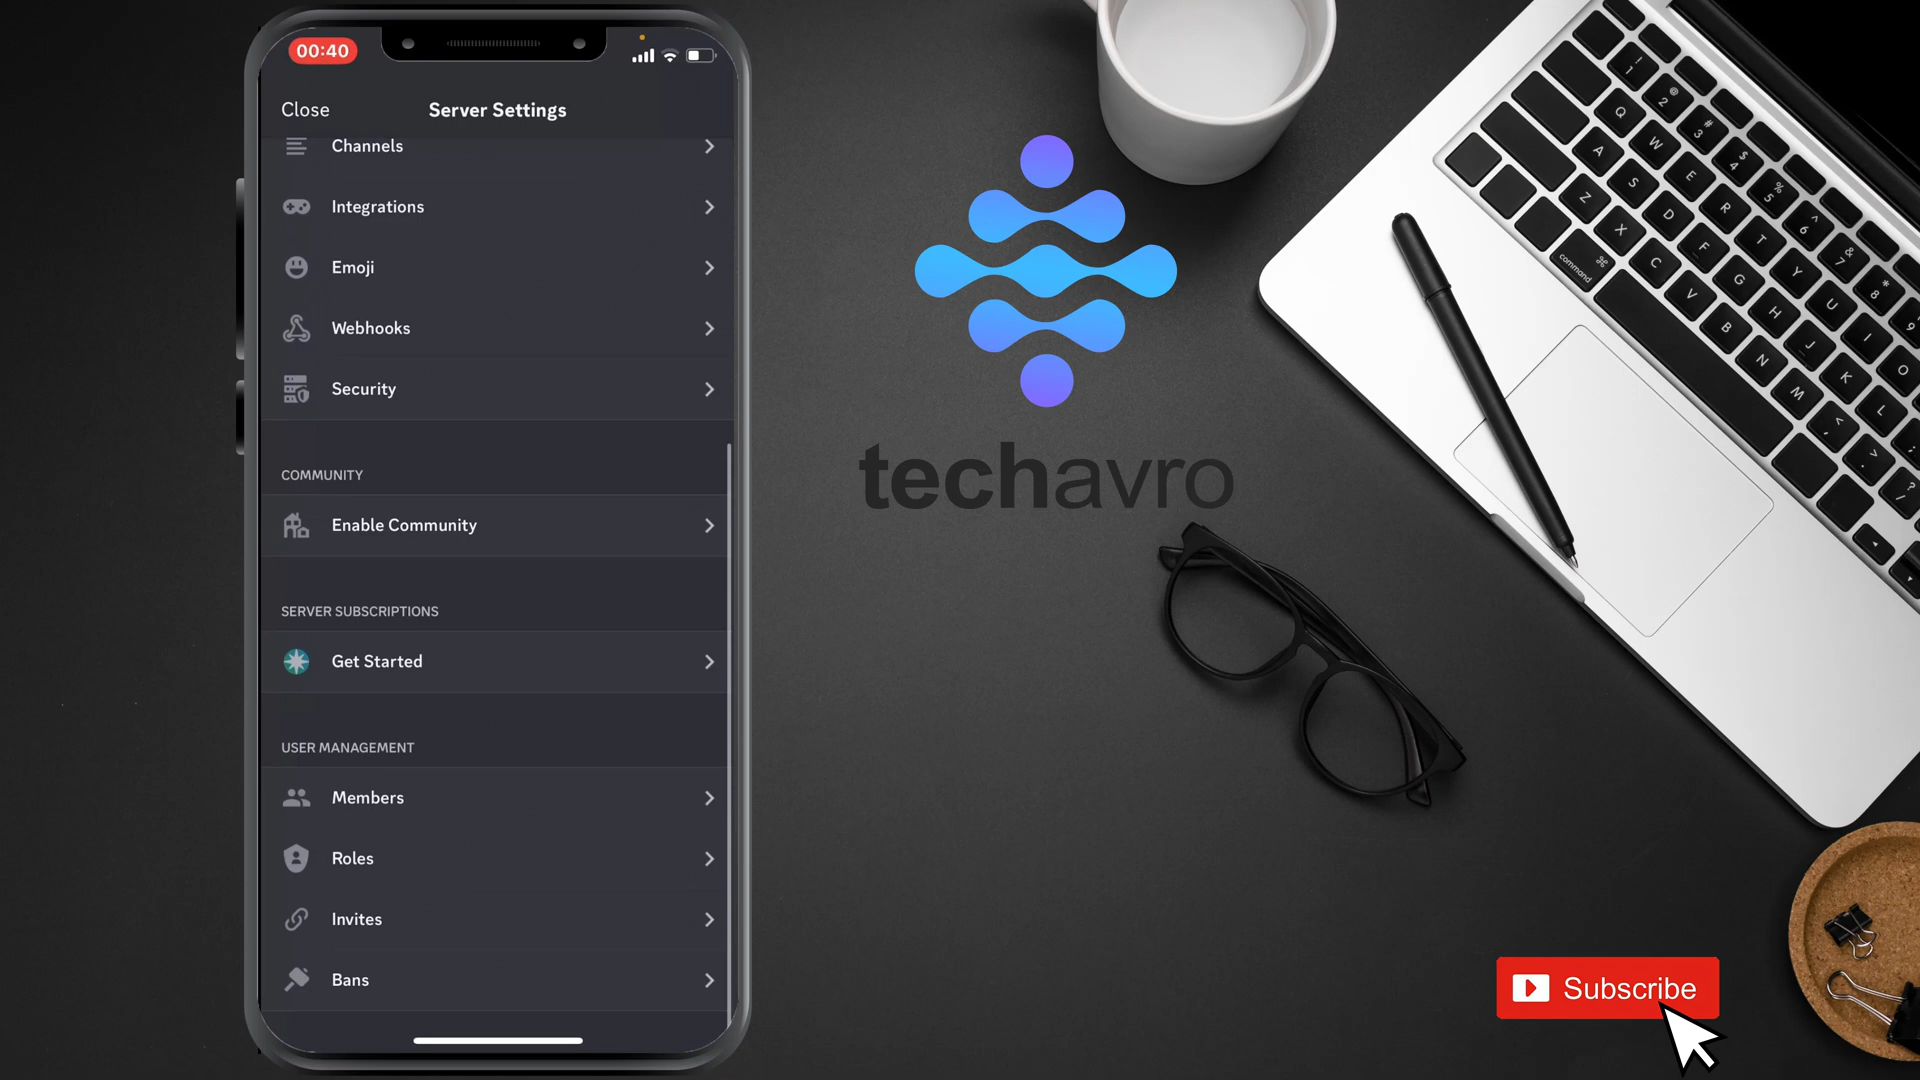 00:40
Close
Server Settings
Channels
Integrations
Emoji
Webhooks
Security
COMMUNITY
Enable Community
SERVER SUBSCRIPTIONS
Get Started
USER MANAGEMENT
Members
Roles
Invites
Bans
techavro
command
Subscribe